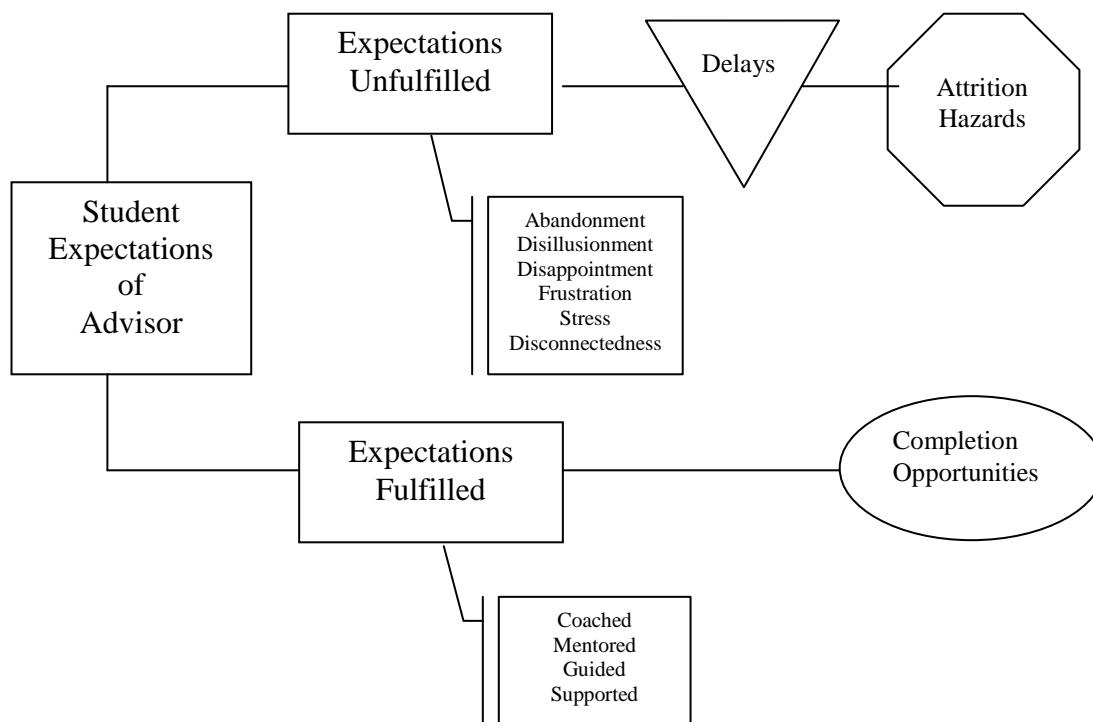 Expectations
Unfulfilled
Delays
Attrition
Hazards
Student
Expectations
of
Advisor
Abandonment
Disillusionment
Disappointment
Frustration
Stress
Disconnectedness
Expectations
Fulfilled
Completion
Opportunities
Coached
Mentored
Guided
Supported